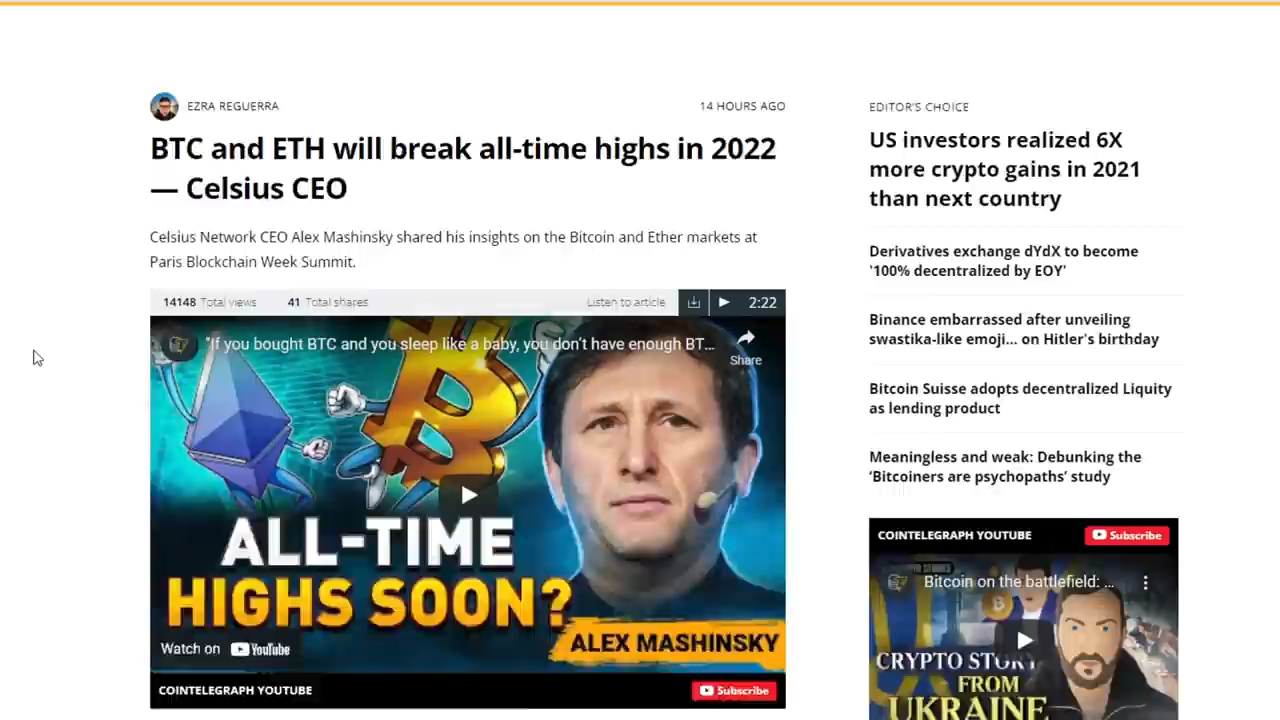 EZRA REGUERRA
14 HOURS AGO
BTC and ETH will break all-time highs in 2022
— Celsius CEO
Celsius Network CEO Alex Mashinsky shared his insights on the Bitcoin and Ether markets at
Paris Blockchain Week Summit.
14148 Total views
41 Total shares
Listen to article
2:22
"If you bought BTC and you sleep like a baby, you don't have enough BT...
Share
ALL-TIME
HIGHS SOON?
ALEX MASHINSKY
Watch on YouTube
COINTELEGRAPH YOUTUBE
Subscribe
EDITOR'S CHOICE
US investors realized 6X
more crypto gains in 2021
than next country
Derivatives exchange dYdX to become
'100% decentralized by EOY'
Binance embarrassed after unveiling
swastika-like emoji... on Hitler's birthday
Bitcoin Suisse adopts decentralized Liquity
as lending product
Meaningless and weak: Debunking the
‘Bitcoiners are psychopaths’ study
COINTELEGRAPH YOUTUBE
Subscribe
Bitcoin on the battlefield: ...
CRYPTO STORY
FROM
UKRAINE